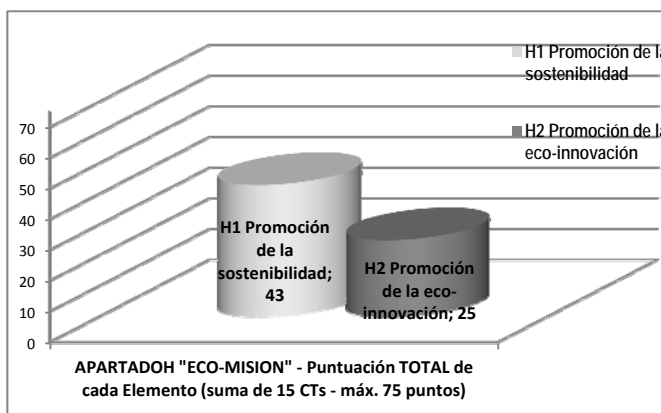 H1 Promoción de la
sostenibilidad
H2 Promoción de la
eco-innovación
70
60
50
40
30
20
10
0
H1 Promoción
de la
sostenibilidad;
43
H2 Promoción
de la eco-
innovación; 25
APARTADOH "ECO-MISION" - Puntuación TOTAL de
cada Elemento (suma de 15 CTs - máx. 75 puntos)